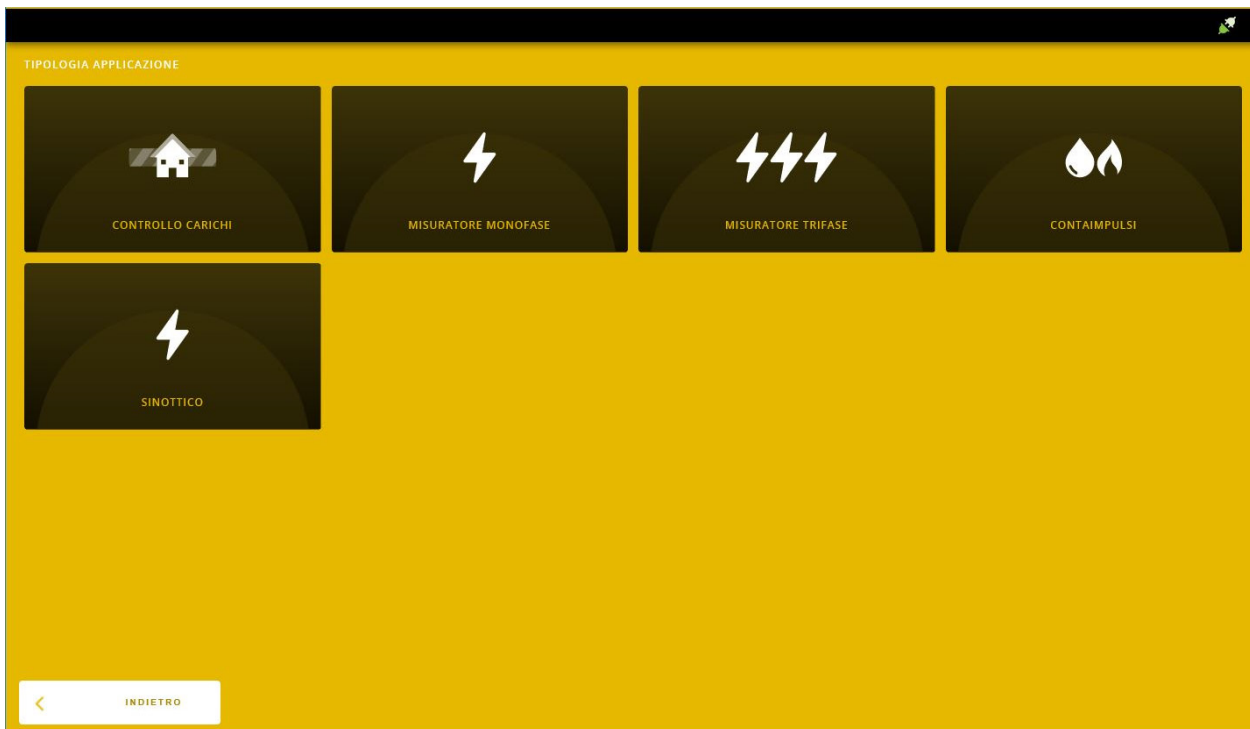 TIPOLOGIA APPLICAZIONE
CONTROLLO CARICHI
MISURATORE MONOFASE
MISURATORE TRIFASE
CONTAIMPULSI
SINOTTICO
INDIETRO